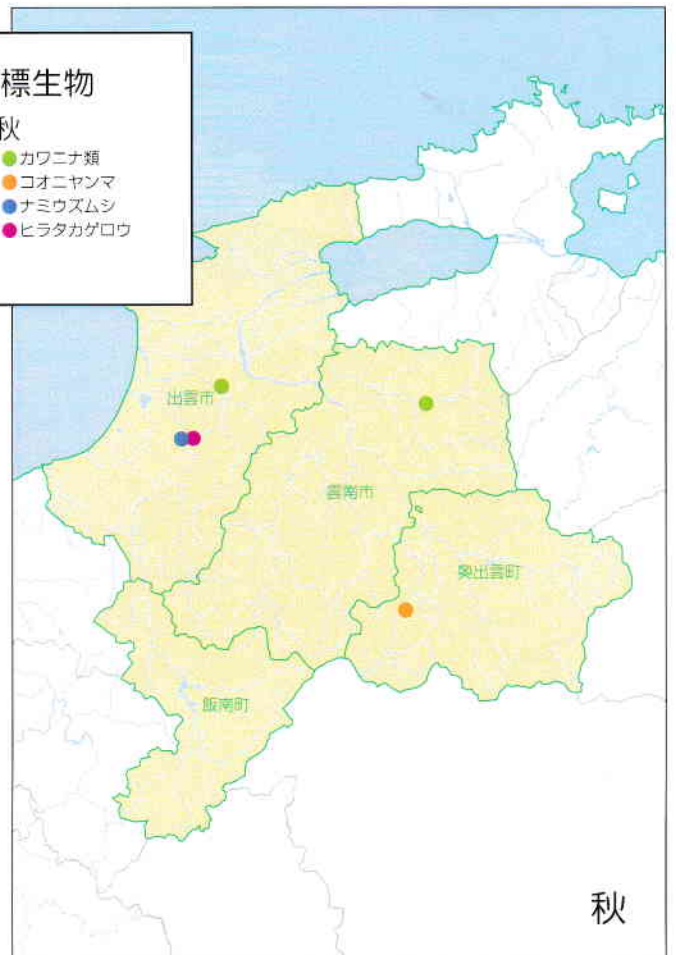 標生物
秋
カワニナ類
コオニヤンマ
ナミウズムシ
ヒラタカゲロウ
出雲市
雲南市
奥出雲町
飯南町
秋